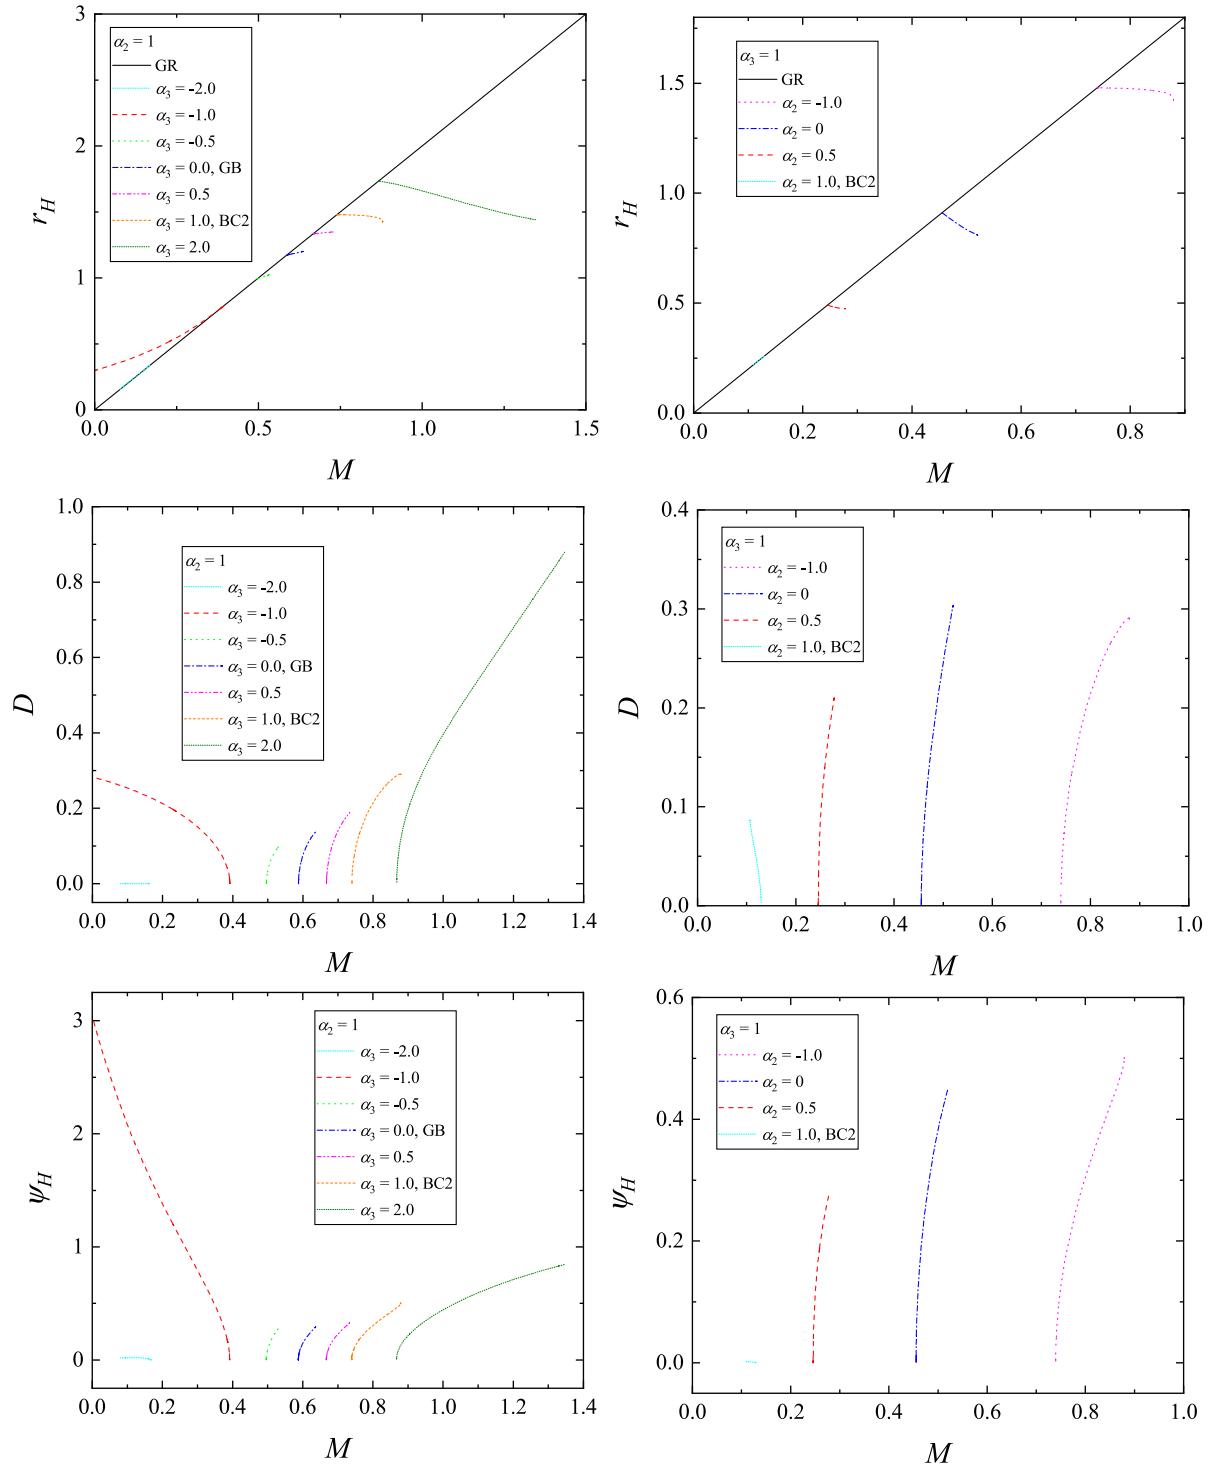 α₂ = 1
GR
α₃ = -2.0
α₃ = -1.0
α₃ = -0.5
α₃ = 0.0, GB
α₃ = 0.5
α₃ = 1.0, BC2
α₃ = 2.0
3
2
1
0
r_H
0.0 0.5 1.0 1.5
M
α₃ = 1
GR
α₂ = -1.0
α₂ = 0
α₂ = 0.5
α₂ = 1.0, BC2
1.5
1.0
0.5
0.0
r_H
0.0 0.2 0.4 0.6 0.8
M
α₂ = 1
α₃ = -2.0
α₃ = -1.0
α₃ = -0.5
α₃ = 0.0, GB
α₃ = 0.5
α₃ = 1.0, BC2
α₃ = 2.0
1.0
0.8
0.6
0.4
0.2
0.0
D
0.0 0.2 0.4 0.6 0.8 1.0 1.2 1.4
M
α₃ = 1
α₂ = -1.0
α₂ = 0
α₂ = 0.5
α₂ = 1.0, BC2
0.4
0.3
0.2
0.1
0.0
D
0.0 0.2 0.4 0.6 0.8 1.0
M
α₂ = 1
α₃ = -2.0
α₃ = -1.0
α₃ = -0.5
α₃ = 0.0, GB
α₃ = 0.5
α₃ = 1.0, BC2
α₃ = 2.0
3
2
1
0
ψ_H
0.0 0.2 0.4 0.6 0.8 1.0 1.2 1.4
M
α₃ = 1
α₂ = -1.0
α₂ = 0
α₂ = 0.5
α₂ = 1.0, BC2
0.6
0.4
0.2
0.0
ψ_H
0.0 0.2 0.4 0.6 0.8 1.0
M